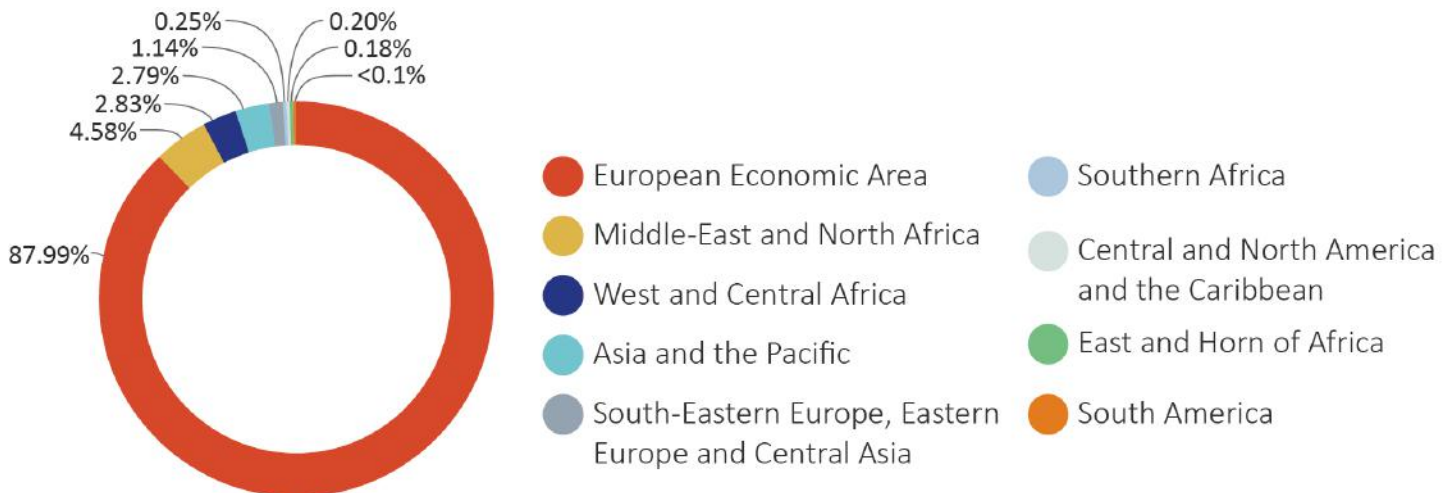 0.25%
0.20%
1.14%
0.18%
2.79%
<0.1%
2.83%
4.58%
87.99%
European Economic Area
Middle-East and North Africa
West and Central Africa
Asia and the Pacific
South-Eastern Europe, Eastern
Europe and Central Asia
Southern Africa
Central and North America
and the Caribbean
East and Horn of Africa
South America